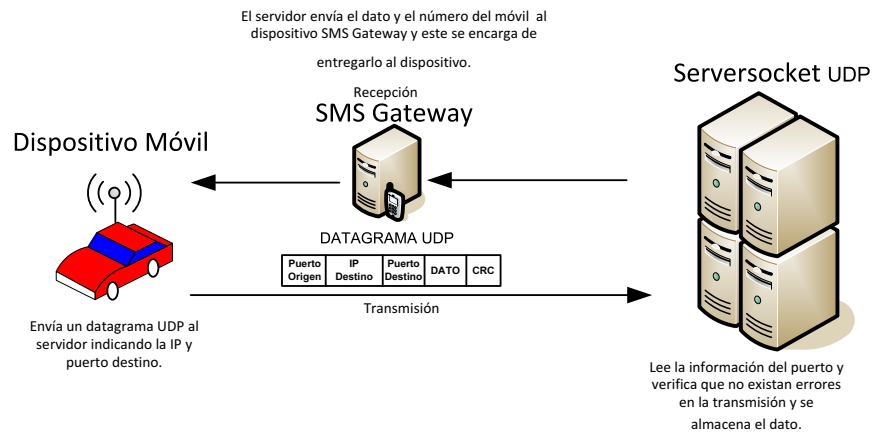 El servidor envía el dato y el número del móvil al
dispositivo SMS Gateway y este se encarga de
entregarlo al dispositivo.
Recepción
SMS Gateway
Serversocket UDP
Dispositivo Móvil
DATAGRAMA UDP
Puerto Origen
IP Destino
Puerto Destino
DATO
CRC
Transmisión
Envía un datagrama UDP al
servidor indicando la IP y
puerto destino.
Lee la información del puerto y
verifica que no existan errores
en la transmisión y se
almacena el dato.